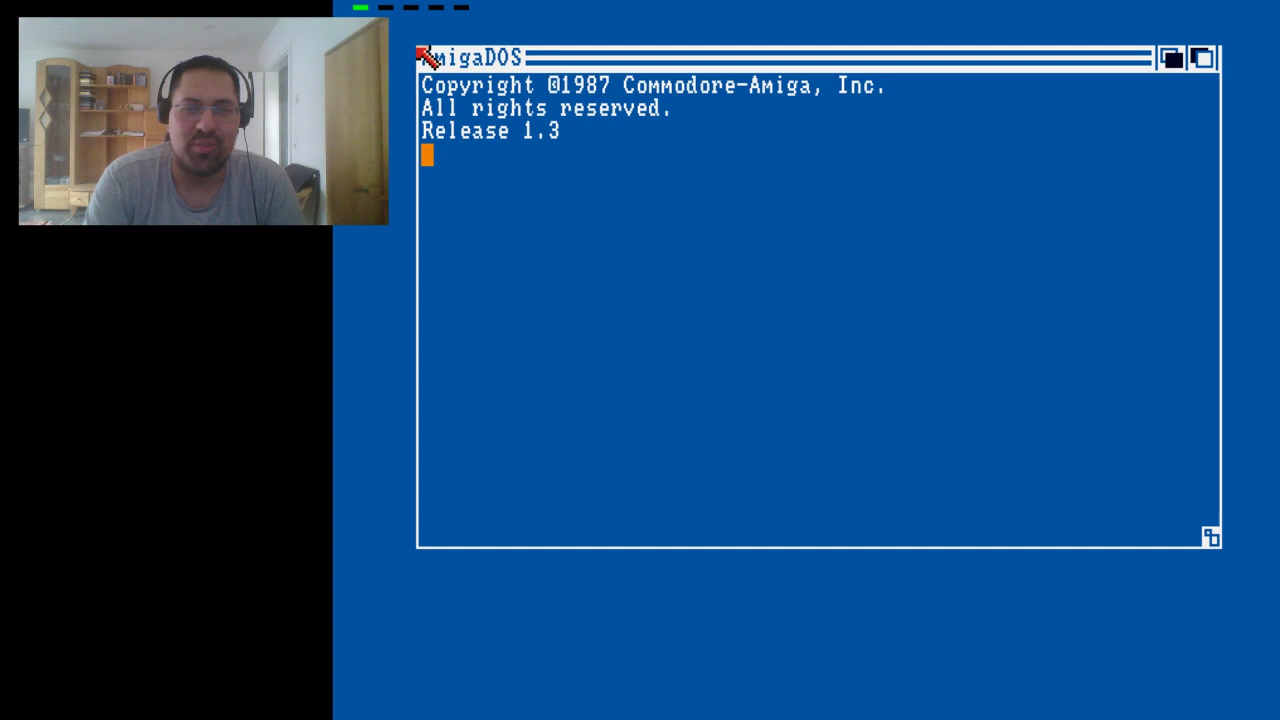 AmigaDOS
Copyright @1987 Commodore-Amiga, Inc.
All rights reserved.
Release 1.3